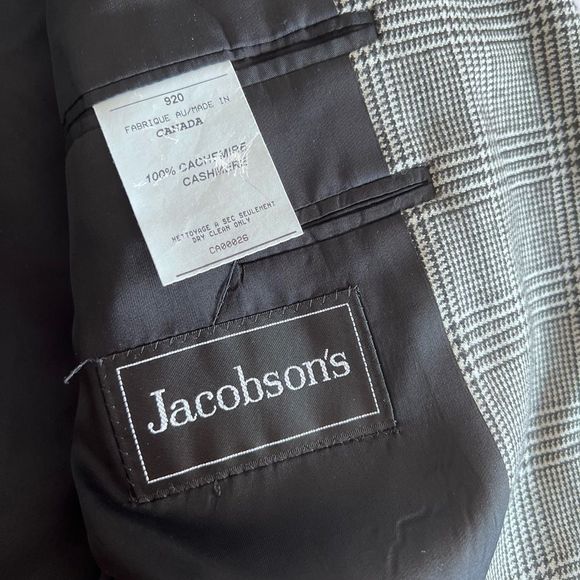 920
FABRIQUE AU/MADE IN
CANADA
100% CACHEMIRE
CASHMERE
NETTOYAGE A SEC SEULEMENT
DRY CLEAN ONLY
CA00026
Jacobson's